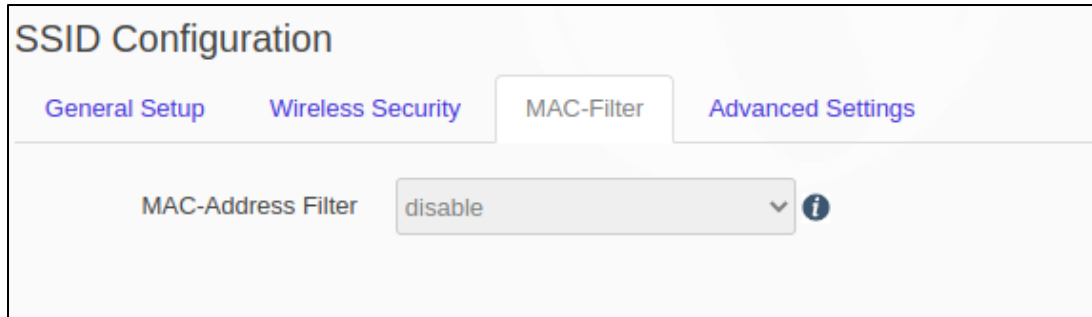 SSID Configuration
General Setup Wireless Security MAC-Filter Advanced Settings
MAC-Address Filter disable i